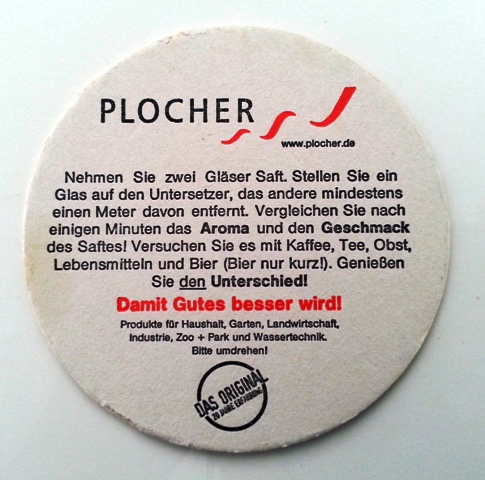 PLOCHER
www.plocher.de
Nehmen Sie zwei Gläser Saft. Stellen Sie ein
Glas auf den Untersetzer, das andere mindestens
einen Meter davon entfernt. Vergleichen Sie nach
einigen Minuten das Aroma und den Geschmack
des Saftes! Versuchen Sie es mit Kaffee, Tee, Obst,
Lebensmitteln und Bier (Bier nur kurz!). Genießen
Sie den Unterschied!
Damit Gutes besser wird!
Produkte für Haushalt, Garten, Landwirtschaft,
Industrie, Zoo + Park und Wassertechnik.
Bitte umdrehen!
DAS ORIGINAL
20 JAHRE ERFAHRUNG